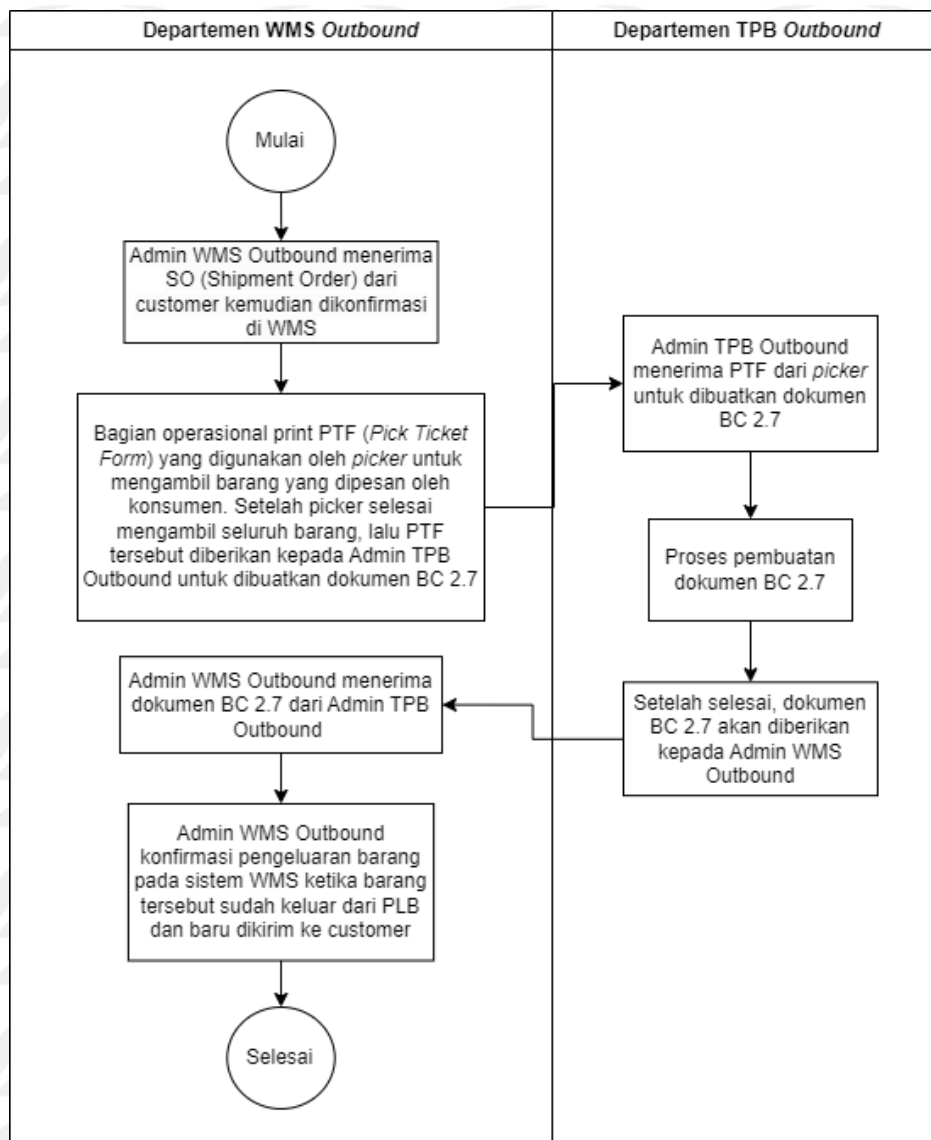 Departemen WMS Outbound
Departemen TPB Outbound
Mulai
Admin WMS Outbound menerima
SO (Shipment Order) dari
customer kemudian dikonfirmasi
di WMS
Bagian operasional print PTF (Pick Ticket
Form) yang digunakan oleh picker untuk
mengambil barang yang dipesan oleh
konsumen. Setelah picker selesai
mengambil seluruh barang, lalu PTF
tersebut diberikan kepada Admin TPB
Outbound untuk dibuatkan dokumen BC 2.7
Admin TPB Outbound
menerima PTF dari picker
untuk dibuatkan dokumen
BC 2.7
Proses pembuatan
dokumen BC 2.7
Setelah selesai, dokumen
BC 2.7 akan diberikan
kepada Admin WMS
Outbound
Admin WMS Outbound menerima
dokumen BC 2.7 dari Admin TPB
Outbound
Admin WMS Outbound
konfirmasi pengeluaran barang
pada sistem WMS ketika barang
tersebut sudah keluar dari PLB
dan baru dikirim ke customer
Selesai